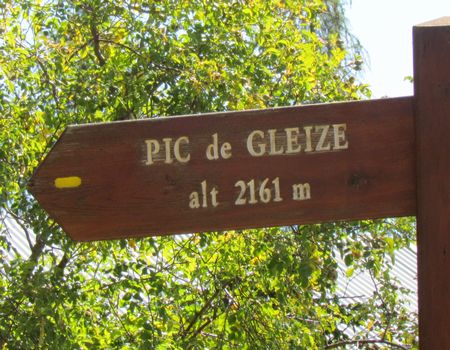 PIC de GLEIZE
alt 2161 m